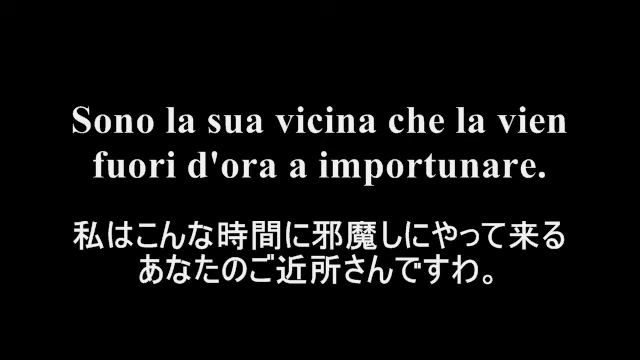 Sono la sua vicina che la vien
fuori d'ora a importunare.
私はこんな時間に邪魔しにやって来る
あなたのご近所さんですわ。